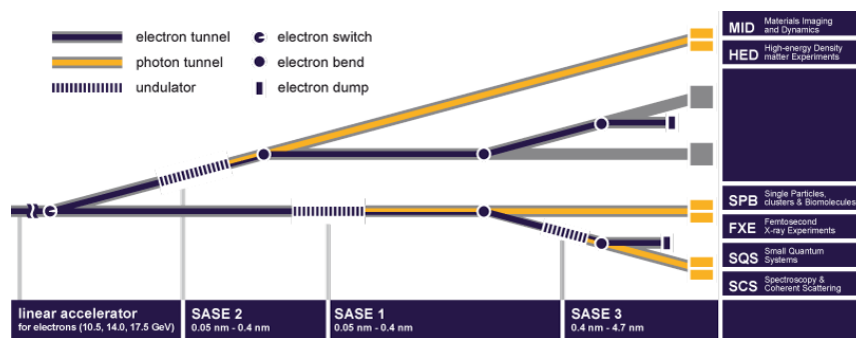 electron tunnel
photon tunnel
undulator
electron switch
electron bend
electron dump
MID Materials Imaging
and Dynamics
HED High-energy Density
matter Experiments
SPB Single Particles,
clusters & Biomolecules
FXE Femtosecond
X-ray Experiments
SQS Small Quantum
Systems
SCS Spectroscopy &
Coherent Scattering
linear accelerator
for electrons (10.5, 14.0, 17.5 GeV)
SASE 2
0.05 nm - 0.4 nm
SASE 1
0.05 nm - 0.4 nm
SASE 3
0.4 nm - 4.7 nm